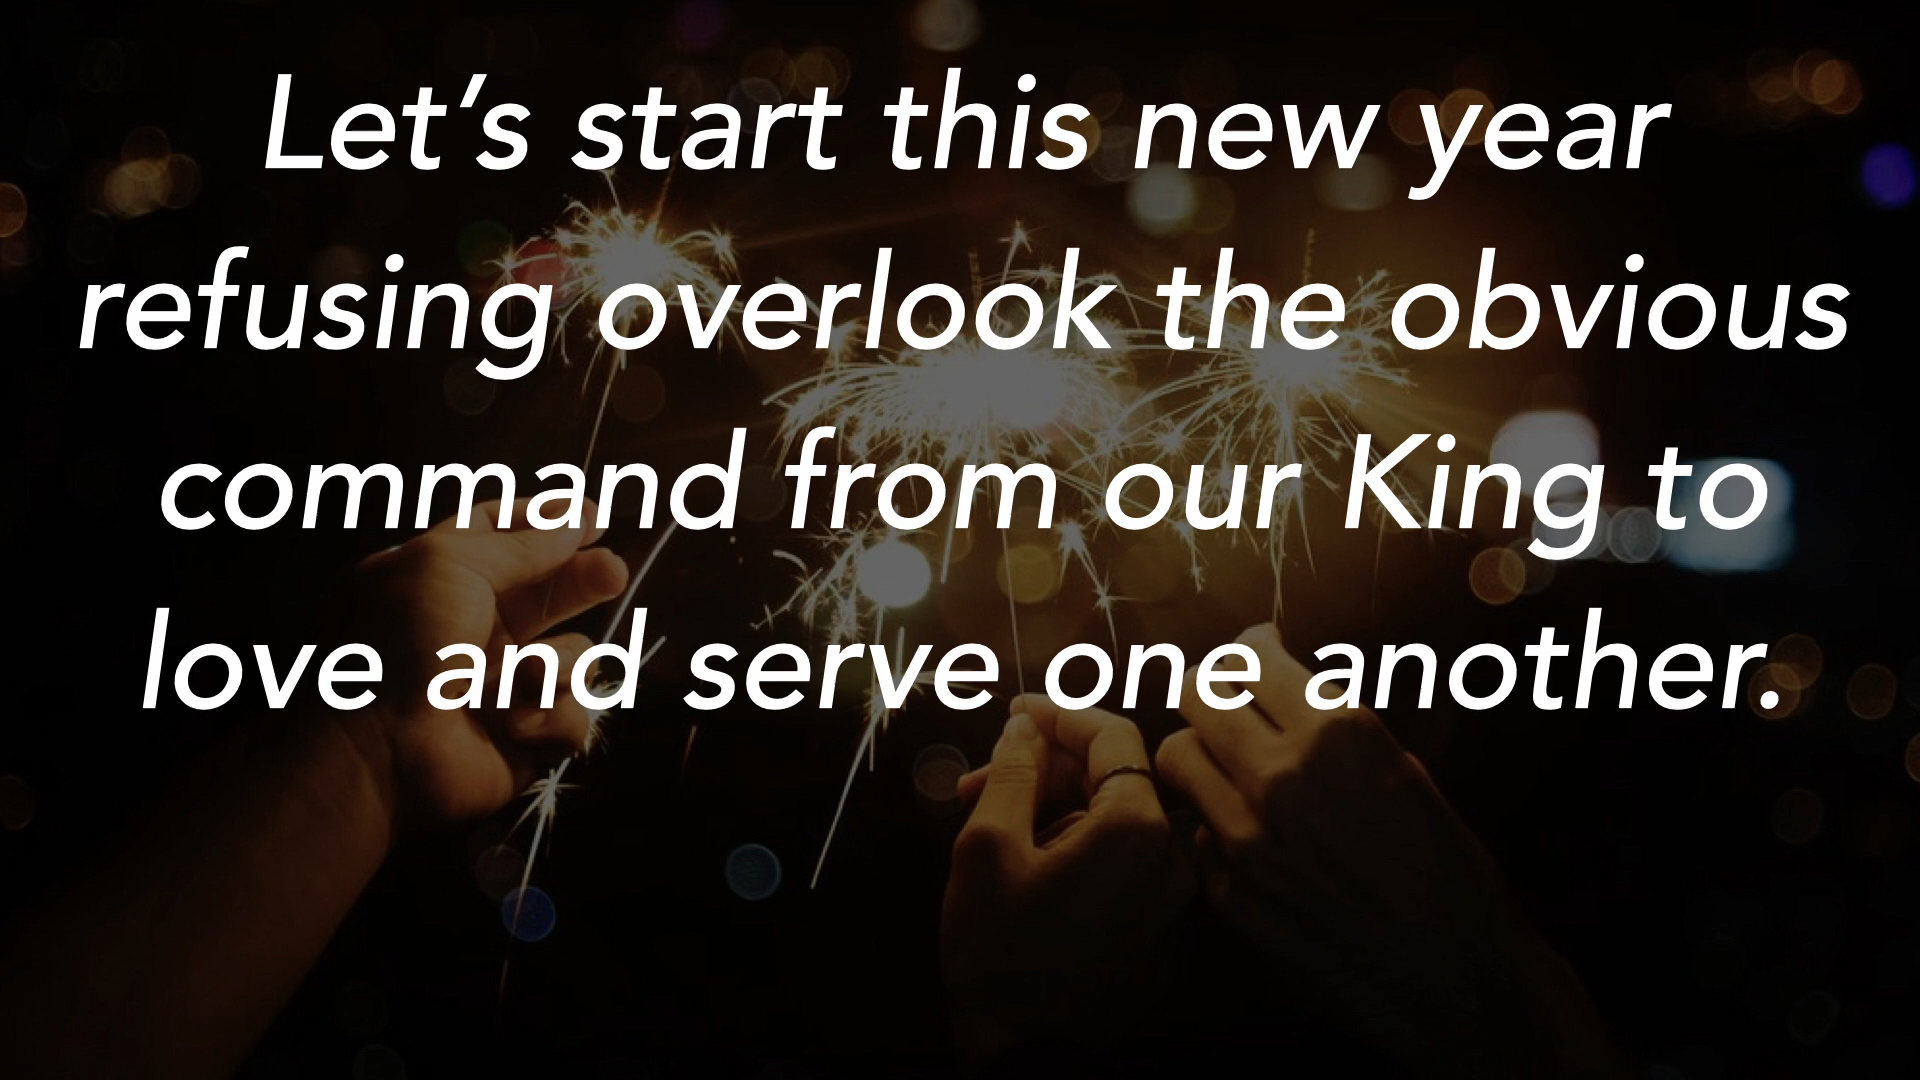 Let’s start this new year
refusing overlook the obvious
command from our King to
love and serve one another.